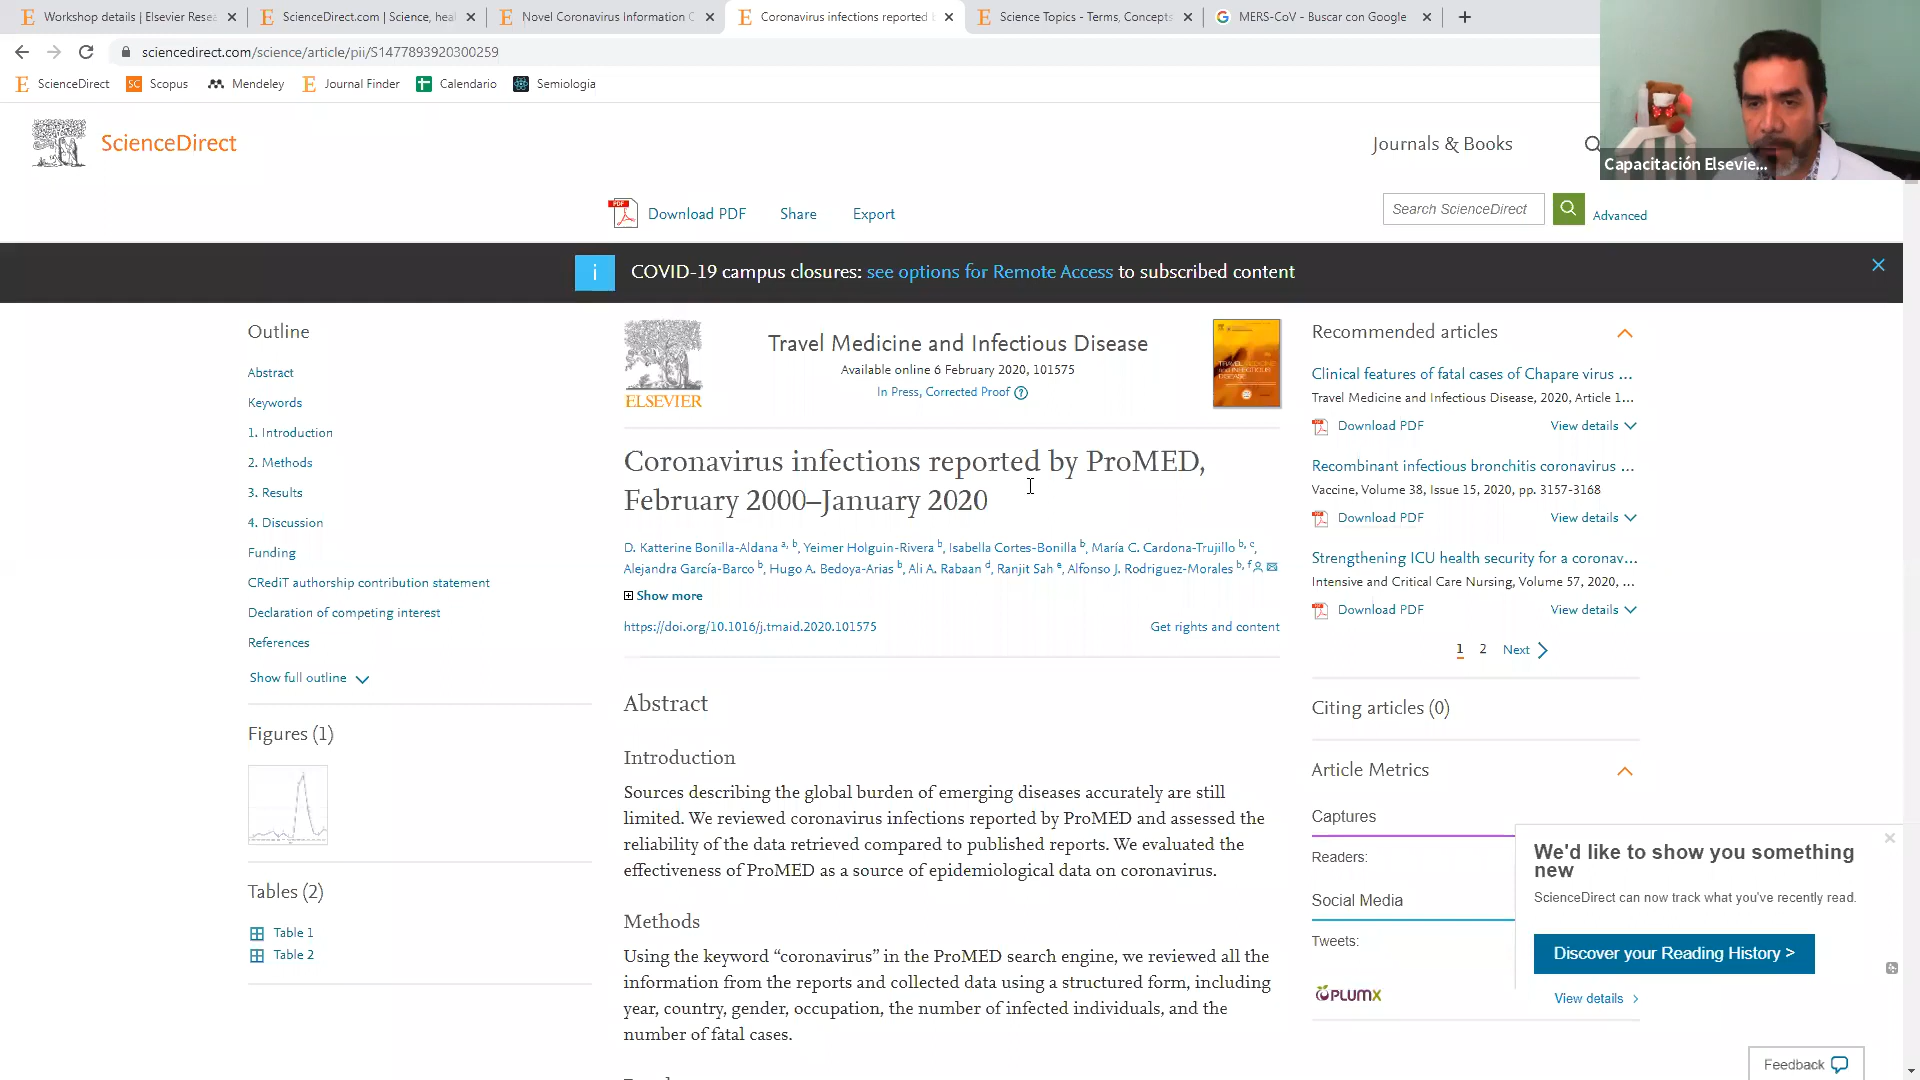 Workshop details | Elsevier Resea
ScienceDirect.com | Science, heal
Novel Coronavirus Information C
Coronavirus infections reported b
Science Topics - Terms, Concepts
MERS-CoV - Buscar con Google
sciencedirect.com/science/article/pii/S1477893920300259
ScienceDirect
Scopus
Mendeley
Journal Finder
Calendario
Semiologia
Capacitación Elsevie...
ScienceDirect
Journals & Books
Download PDF
Share
Export
Search ScienceDirect
Advanced
COVID-19 campus closures: see options for Remote Access to subscribed content
Outline
Abstract
Keywords
1. Introduction
2. Methods
3. Results
4. Discussion
Funding
CRediT authorship contribution statement
Declaration of competing interest
References
Show full outline
Figures (1)
Tables (2)
Table 1
Table 2
ELSEVIER
Travel Medicine and Infectious Disease
Available online 6 February 2020, 101575
In Press, Corrected Proof
Coronavirus infections reported by ProMED,
February 2000–January 2020
D. Katterine Bonilla-Aldana a, b, Yeimer Holguin-Rivera b, Isabella Cortes-Bonilla b, María C. Cardona-Trujillo b, c,
Alejandra García-Barco b, Hugo A. Bedoya-Arias b, Ali A. Rabaan d, Ranjit Sah e, Alfonso J. Rodriguez-Morales b, f
Show more
https://doi.org/10.1016/j.tmaid.2020.101575
Get rights and content
Abstract
Introduction
Sources describing the global burden of emerging diseases accurately are still
limited. We reviewed coronavirus infections reported by ProMED and assessed the
reliability of the data retrieved compared to published reports. We evaluated the
effectiveness of ProMED as a source of epidemiological data on coronavirus.
Methods
Using the keyword “coronavirus” in the ProMED search engine, we reviewed all the
information from the reports and collected data using a structured form, including
year, country, gender, occupation, the number of infected individuals, and the
number of fatal cases.
Recommended articles
Clinical features of fatal cases of Chapare virus ...
Travel Medicine and Infectious Disease, 2020, Article 1...
Download PDF
View details
Recombinant infectious bronchitis coronavirus ...
Vaccine, Volume 38, Issue 15, 2020, pp. 3157-3168
Download PDF
View details
Strengthening ICU health security for a coronav...
Intensive and Critical Care Nursing, Volume 57, 2020, ...
Download PDF
View details
1 2 Next
Citing articles (0)
Article Metrics
Captures
Readers:
Social Media
Tweets:
PLUMX
We'd like to show you something
new
ScienceDirect can now track what you've recently read.
Discover your Reading History >
View details
Feedback